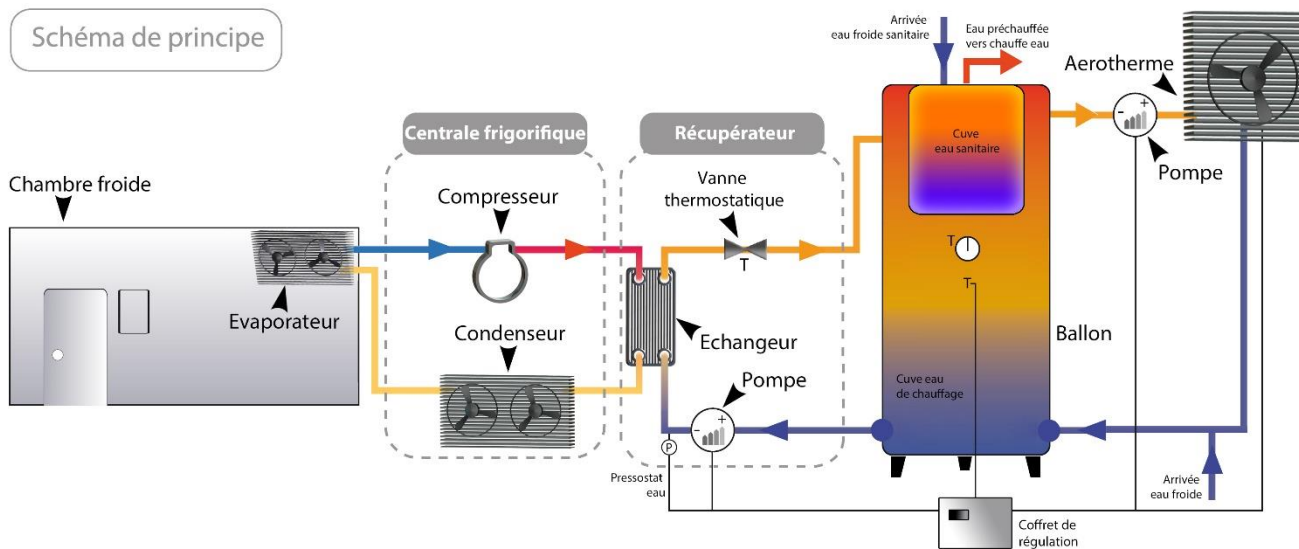 Schéma de principe
Arrivée
eau froide sanitaire
Eau préchauffée
vers chauffe eau
Aerotherme
Centrale frigorifique
Récupérateur
Cuve
eau sanitaire
- +
Pompe
Chambre froide
Compresseur
Vanne
thermostatique
T
T
T
Evaporateur
Condenseur
Echangeur
Ballon
Pompe
- +
Cuve eau
de chauffage
P
Pressostat
eau
Arrivée
eau froide
Coffret de
régulation